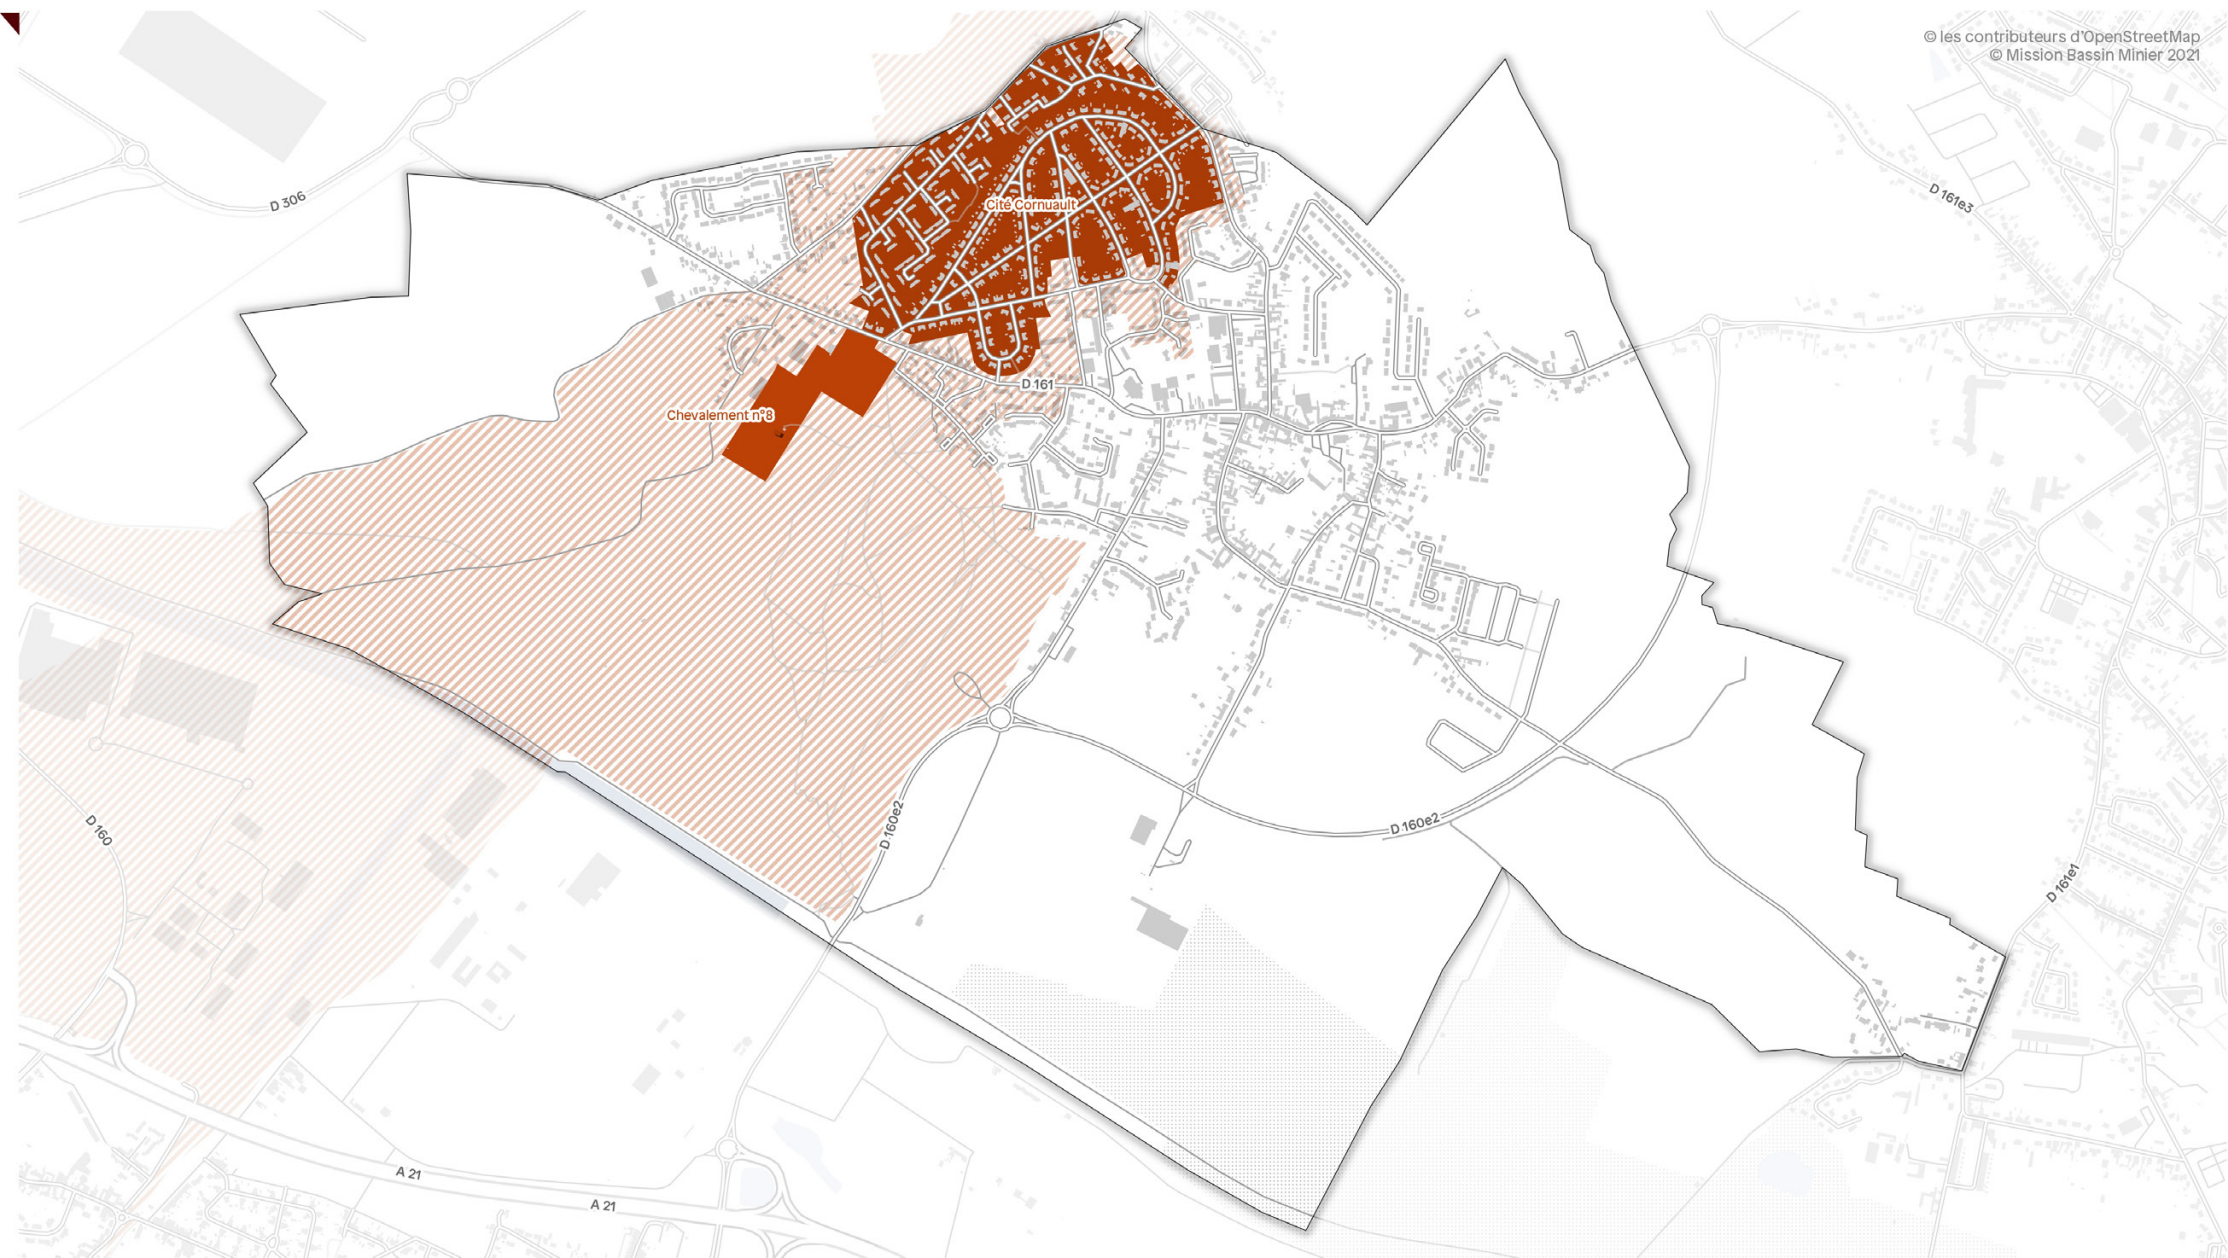 © les contributeurs d'OpenStreetMap
© Mission Bassin Minier 2021
D 306
D 161e3
Cité Cornuault
D 161
Chevalement n°8
D 160e2
D 160e2
D 160
D 161e1
A 21
A 21